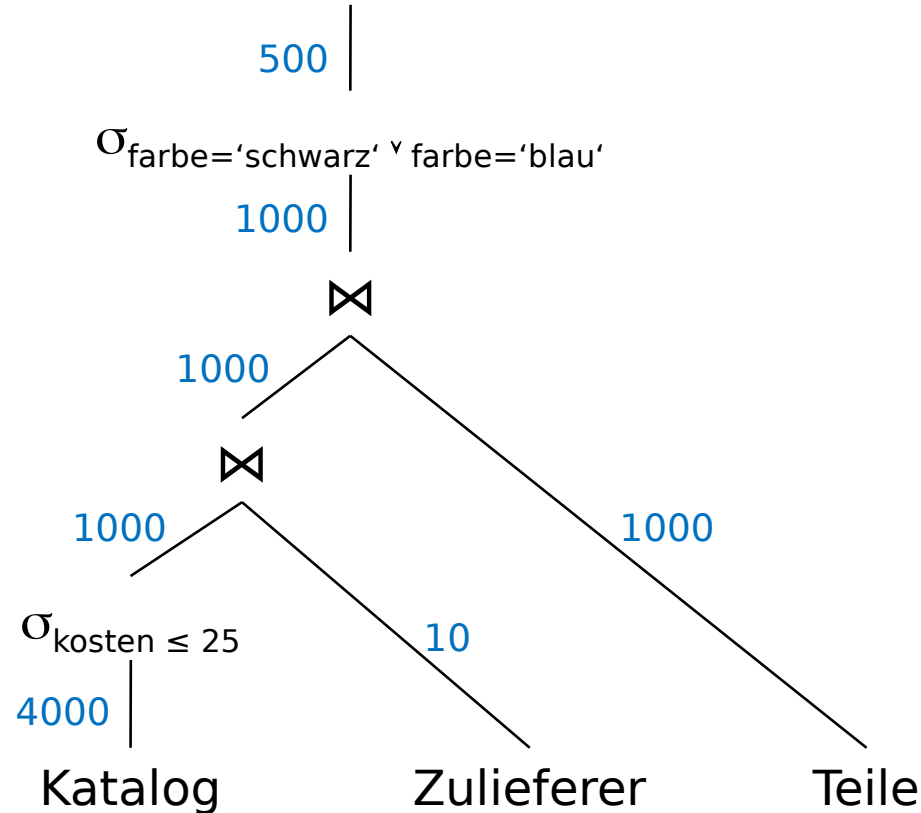 500
σfarbe=‘schwarz‘ ˅ farbe=‘blau‘
1000
⋈
1000
⋈
1000
1000
σkosten ≤ 25
10
4000
Katalog
Zulieferer
Teile